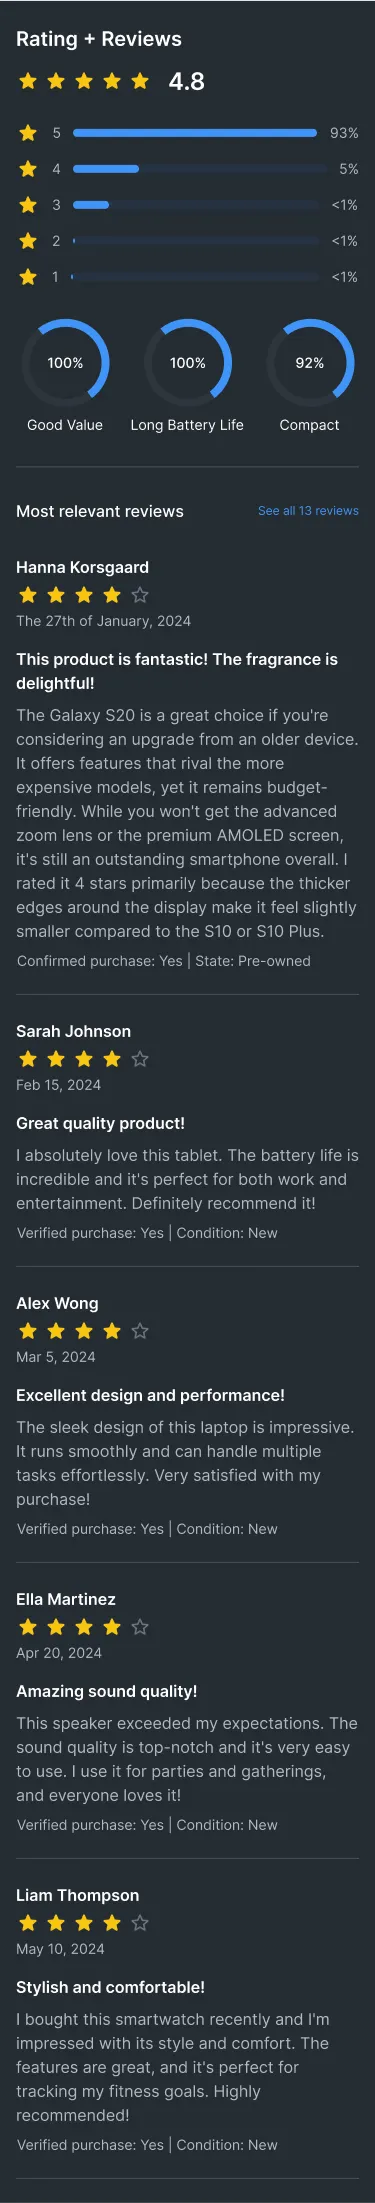 Rating + Reviews
4.8
5 93%
4 5%
3 <1%
2 <1%
1 <1%
100% 100% 92%
Good Value Long Battery Life Compact
Most relevant reviews See all 13 reviews
Hanna Korsgaard
The 27th of January, 2024
This product is fantastic! The fragrance is
delightful!
The Galaxy S20 is a great choice if you're
considering an upgrade from an older device.
It offers features that rival the more
expensive models, yet it remains budget-
friendly. While you won't get the advanced
zoom lens or the premium AMOLED screen,
it's still an outstanding smartphone overall. I
rated it 4 stars primarily because the thicker
edges around the display make it feel slightly
smaller compared to the S10 or S10 Plus.
Confirmed purchase: Yes | State: Pre-owned
Sarah Johnson
Feb 15, 2024
Great quality product!
I absolutely love this tablet. The battery life is
incredible and it's perfect for both work and
entertainment. Definitely recommend it!
Verified purchase: Yes | Condition: New
Alex Wong
Mar 5, 2024
Excellent design and performance!
The sleek design of this laptop is impressive.
It runs smoothly and can handle multiple
tasks effortlessly. Very satisfied with my
purchase!
Verified purchase: Yes | Condition: New
Ella Martinez
Apr 20, 2024
Amazing sound quality!
This speaker exceeded my expectations. The
sound quality is top-notch and it's very easy
to use. I use it for parties and gatherings,
and everyone loves it!
Verified purchase: Yes | Condition: New
Liam Thompson
May 10, 2024
Stylish and comfortable!
I bought this smartwatch recently and I'm
impressed with its style and comfort. The
features are great, and it's perfect for
tracking my fitness goals. Highly
recommended!
Verified purchase: Yes | Condition: New